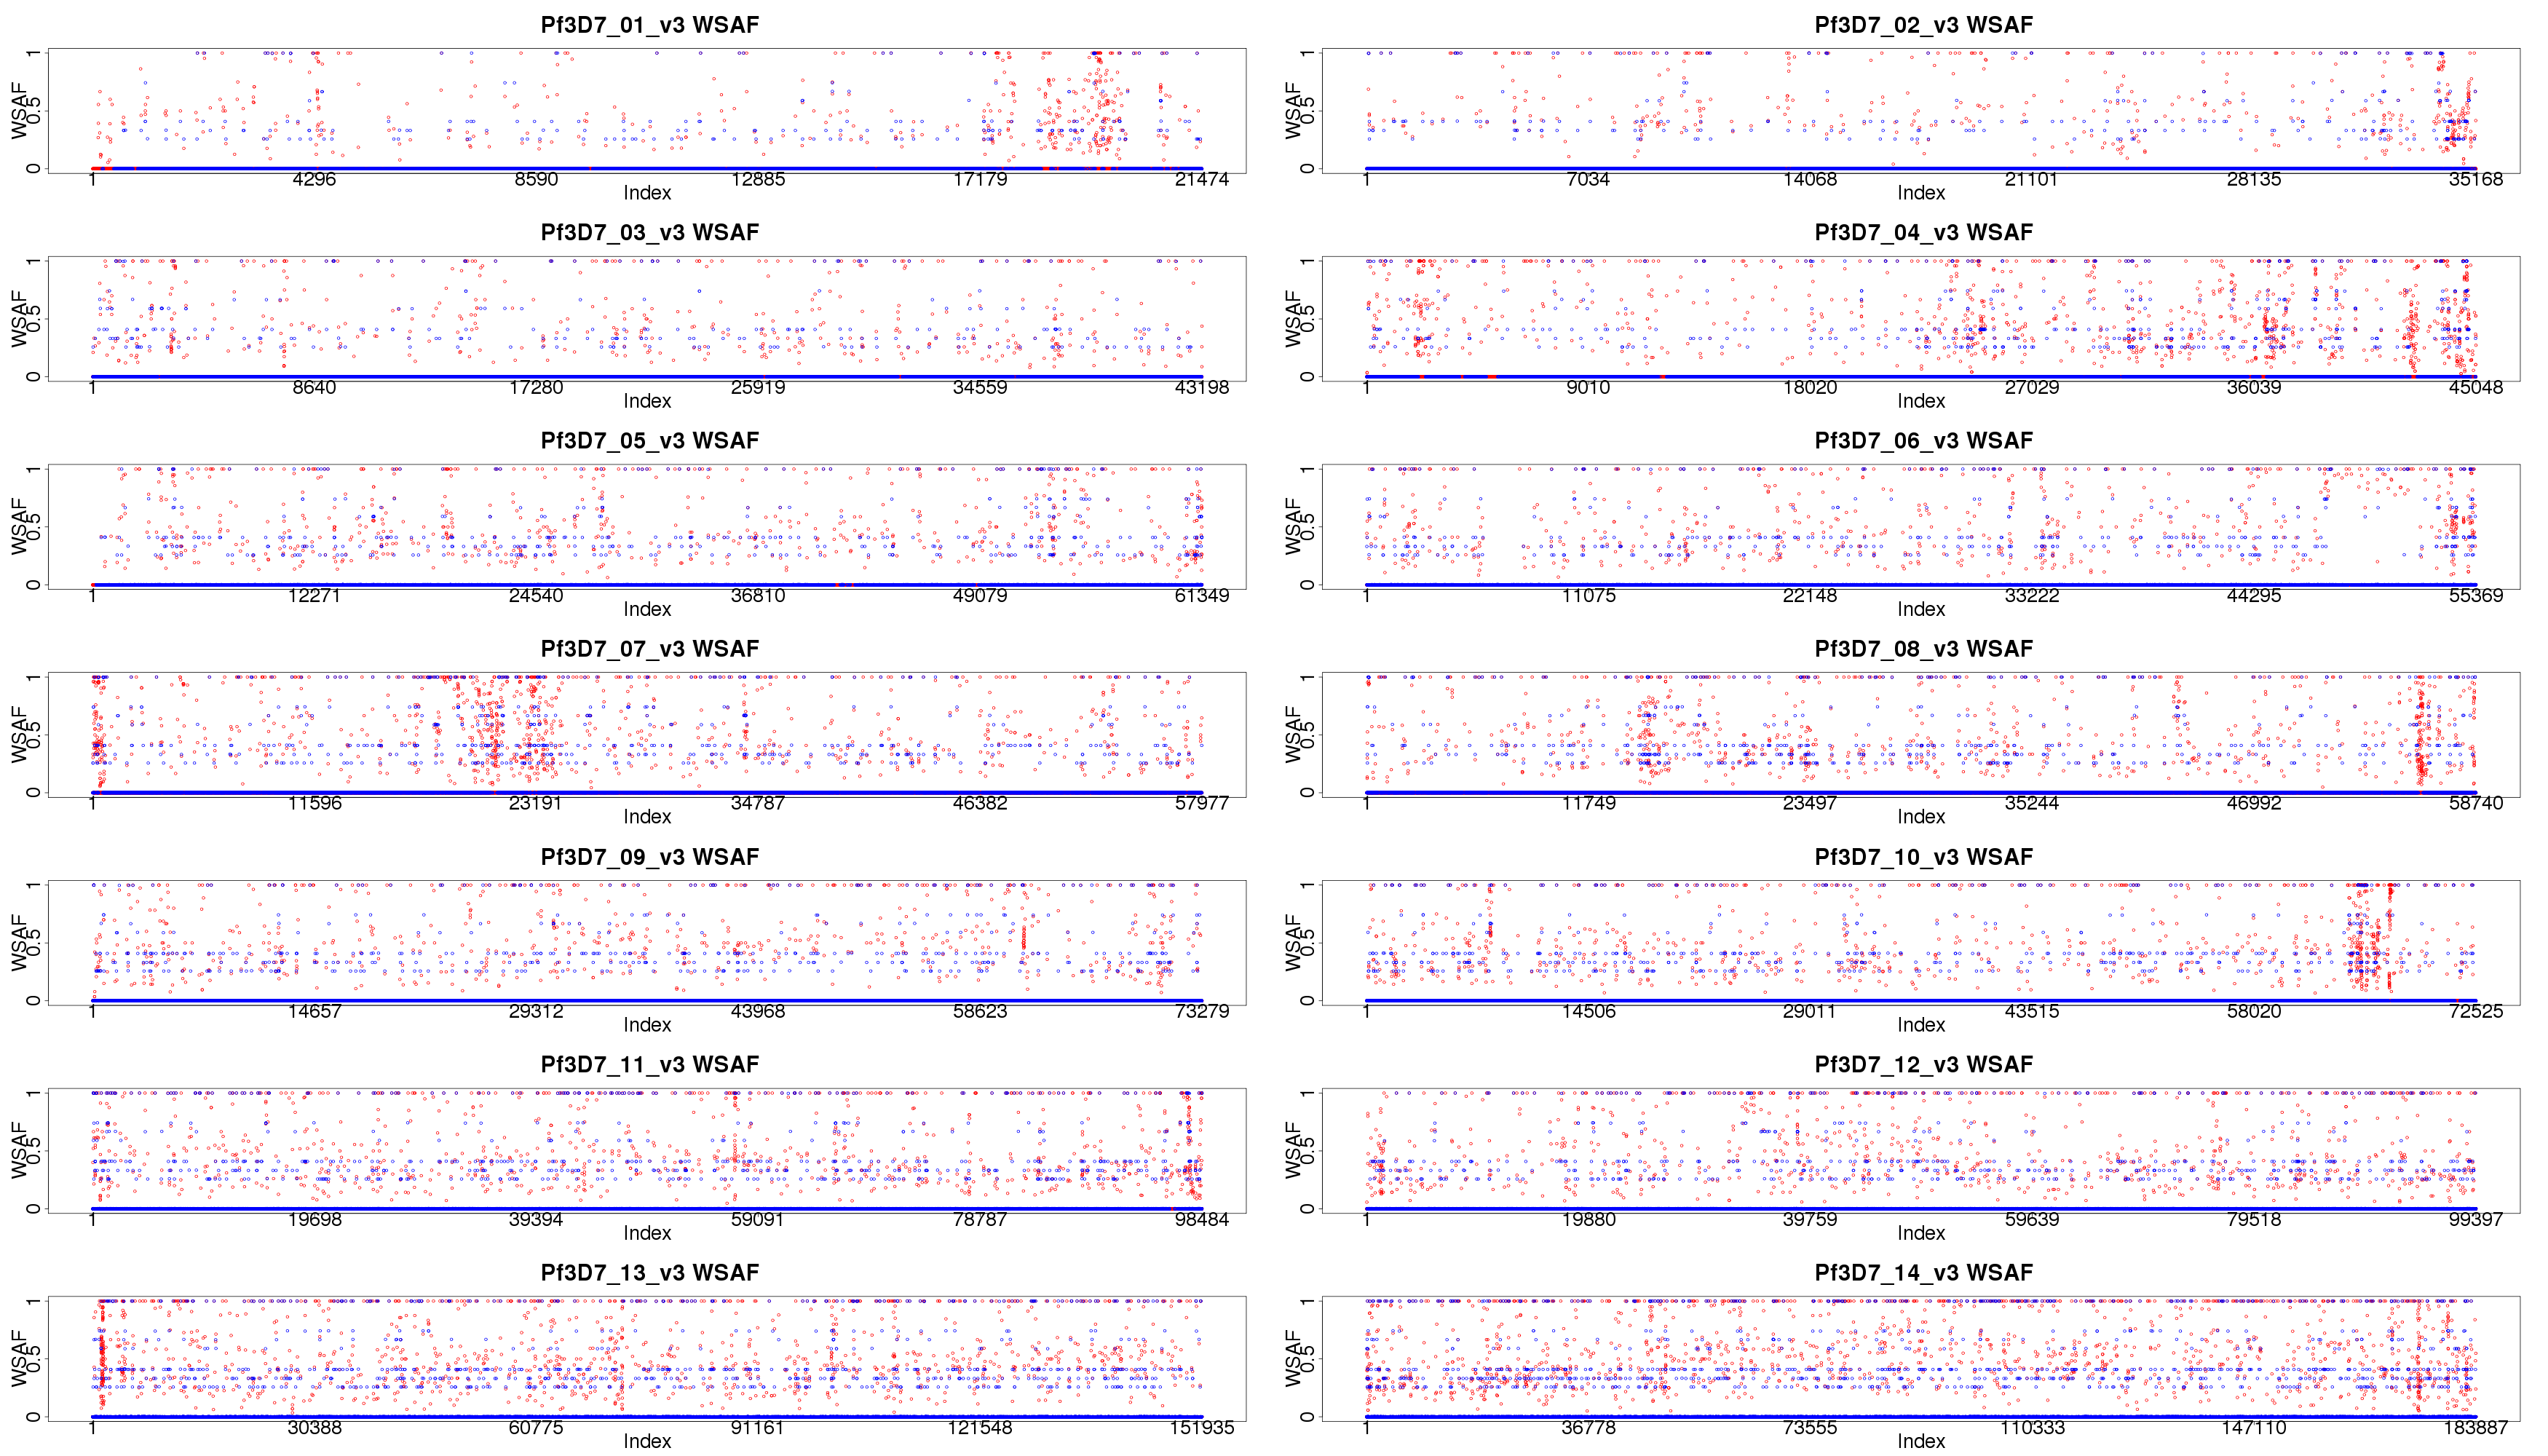 Pf3D7_01_v3 WSAF
WSAF
1
0.5
0
1 4296 8590 12885 17179 21474
Index
Pf3D7_02_v3 WSAF
WSAF
1
0.5
0
1 7034 14068 21101 28135 35168
Index
Pf3D7_03_v3 WSAF
WSAF
1
0.5
0
1 8640 17280 25919 34559 43198
Index
Pf3D7_04_v3 WSAF
WSAF
1
0.5
0
1 9010 18020 27029 36039 45048
Index
Pf3D7_05_v3 WSAF
WSAF
1
0.5
0
1 12271 24540 36810 49079 61349
Index
Pf3D7_06_v3 WSAF
WSAF
1
0.5
0
1 11075 22148 33222 44295 55369
Index
Pf3D7_07_v3 WSAF
WSAF
1
0.5
0
1 11596 23191 34787 46382 57977
Index
Pf3D7_08_v3 WSAF
WSAF
1
0.5
0
1 11749 23497 35244 46992 58740
Index
Pf3D7_09_v3 WSAF
WSAF
1
0.5
0
1 14657 29312 43968 58623 73279
Index
Pf3D7_10_v3 WSAF
WSAF
1
0.5
0
1 14506 29011 43515 58020 72525
Index
Pf3D7_11_v3 WSAF
WSAF
1
0.5
0
1 19698 39394 59091 78787 98484
Index
Pf3D7_12_v3 WSAF
WSAF
1
0.5
0
1 19880 39759 59639 79518 99397
Index
Pf3D7_13_v3 WSAF
WSAF
1
0.5
0
1 30388 60775 91161 121548 151935
Index
Pf3D7_14_v3 WSAF
WSAF
1
0.5
0
1 36778 73555 110333 147110 183887
Index